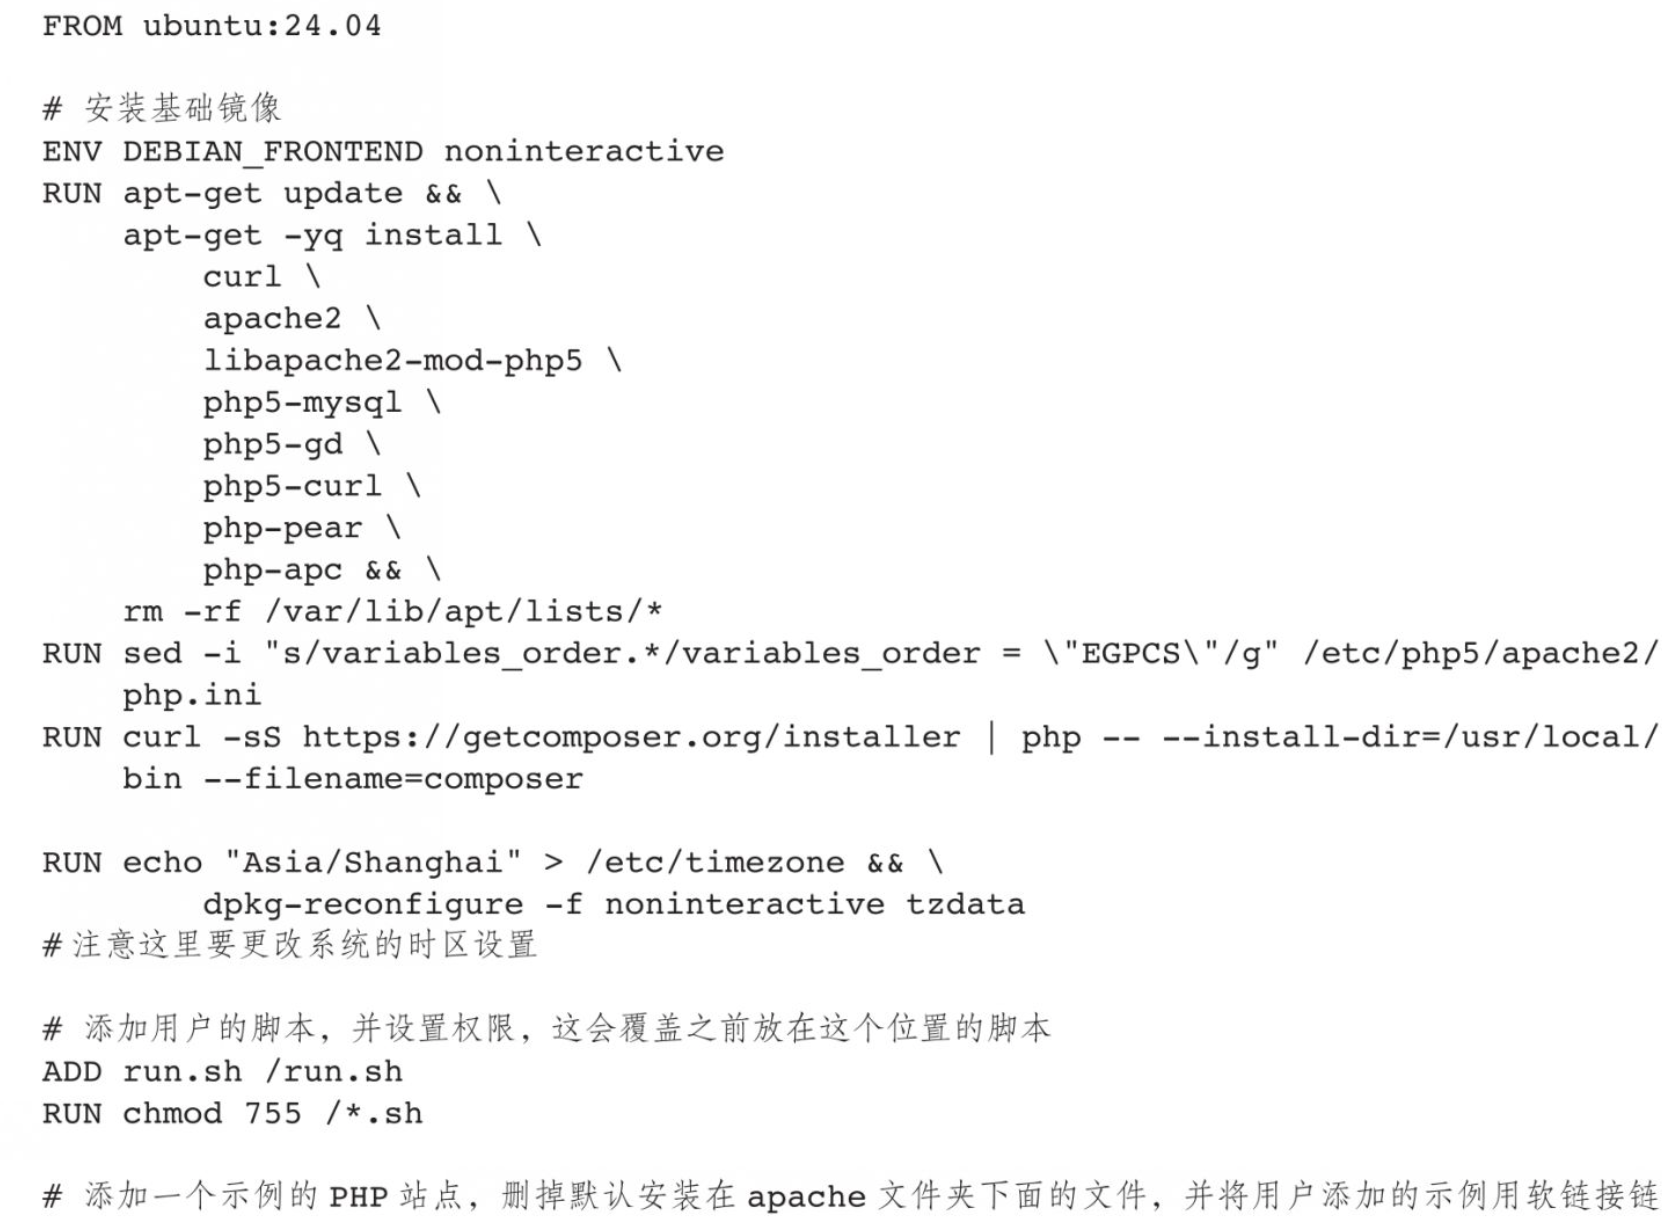 FROM ubuntu:24.04
# 安装基础镜像
ENV DEBIAN_FRONTEND noninteractive
RUN apt-get update && \
apt-get -yq install \
curl \
apache2 \
libapache2-mod-php5 \
php5-mysql \
php5-gd \
php5-curl \
php-pear \
php-apc && \
rm -rf /var/lib/apt/lists/*
RUN sed -i "s/variables_order.*/variables_order = \"EGPCS\"/g" /etc/php5/apache2/
php.ini
RUN curl -sS https://getcomposer.org/installer | php -- --install-dir=/usr/local/
bin --filename=composer
RUN echo "Asia/Shanghai" > /etc/timezone && \
dpkg-reconfigure -f noninteractive tzdata
#注意这里要更改系统的时区设置
# 添加用户的脚本，并设置权限，这会覆盖之前放在这个位置的脚本
ADD run.sh /run.sh
RUN chmod 755 /*.sh
# 添加一个示例的 PHP 站点，删掉默认安装在 apache 文件夹下面的文件，并将用户添加的示例用软链接链